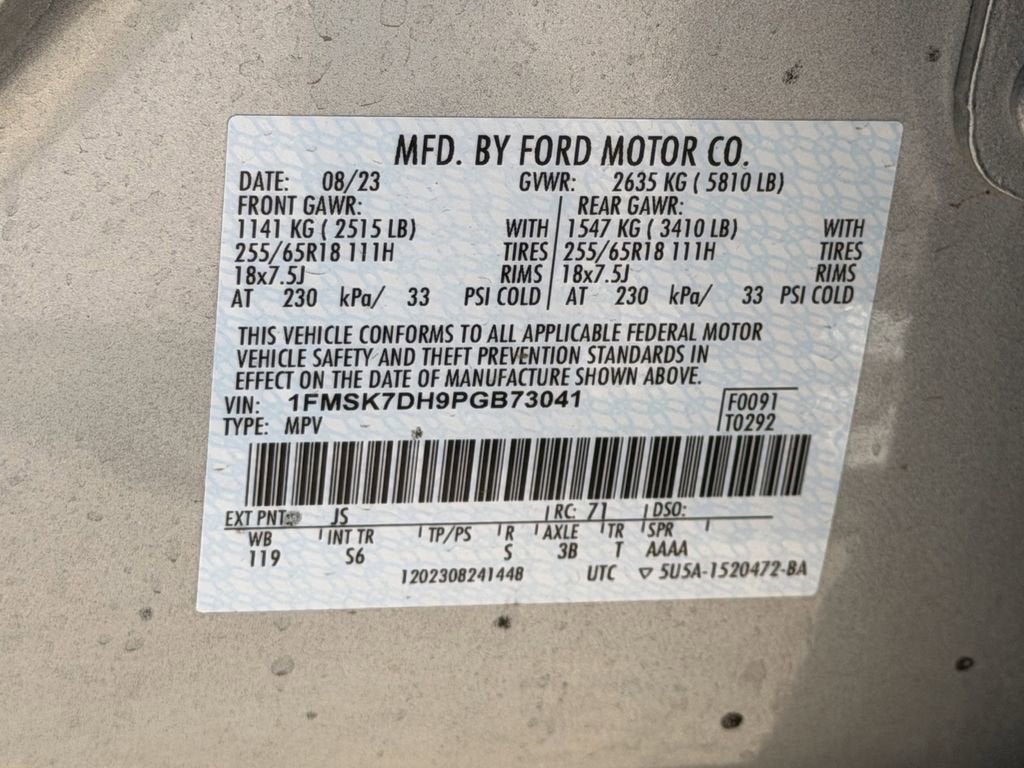 MFD. BY FORD MOTOR CO.
DATE: 08/23 GVWR: 2635 KG ( 5810 LB)
FRONT GAWR: REAR GAWR:
1141 KG ( 2515 LB) WITH 1547 KG ( 3410 LB) WITH
255/65R18 111H TIRES 255/65R18 111H TIRES
18x7.5J RIMS 18x7.5J RIMS
AT 230 kPa/ 33 PSI COLD AT 230 kPa/ 33 PSI COLD
THIS VEHICLE CONFORMS TO ALL APPLICABLE FEDERAL MOTOR
VEHICLE SAFETY AND THEFT PREVENTION STANDARDS IN
EFFECT ON THE DATE OF MANUFACTURE SHOWN ABOVE.
VIN: 1FMSK7DH9PGB73041 F0091
TYPE: MPV T0292
EXT PNT: JS RC: 71 DSO:
WB INT TR TP/PS R AXLE TR SPR
119 S6 S 3B T AAAA
1202308241448 UTC ▽ 5U5A-1520472-BA